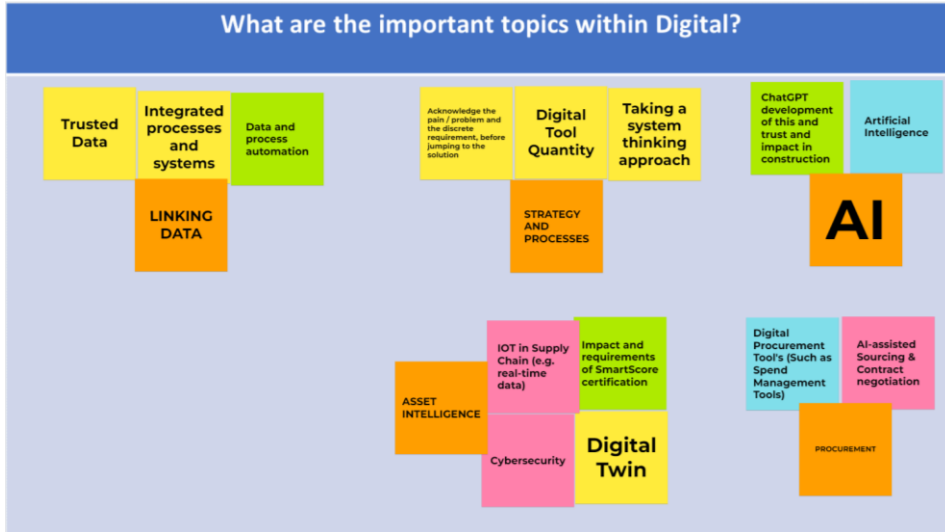 What are the important topics within Digital?
Trusted
Data
Integrated
processes
and
systems
Data and
process
automation
LINKING
DATA
Acknowledge the
pain / problem and
the discrete
requirement, before
jumping to the
solution
Digital
Tool
Quantity
Taking a
system
thinking
approach
STRATEGY
AND
PROCESSES
ChatGPT
development
of this and
trust and
impact in
construction
Artificial
Intelligence
AI
ASSET
INTELLIGENCE
IOT in Supply
Chain (e.g.
real-time
data)
Impact and
requirements
of SmartScore
certification
Cybersecurity
Digital
Twin
Digital
Procurement
Tool's (Such as
Spend
Management
Tools)
AI-assisted
Sourcing &
Contract
negotiation
PROCUREMENT